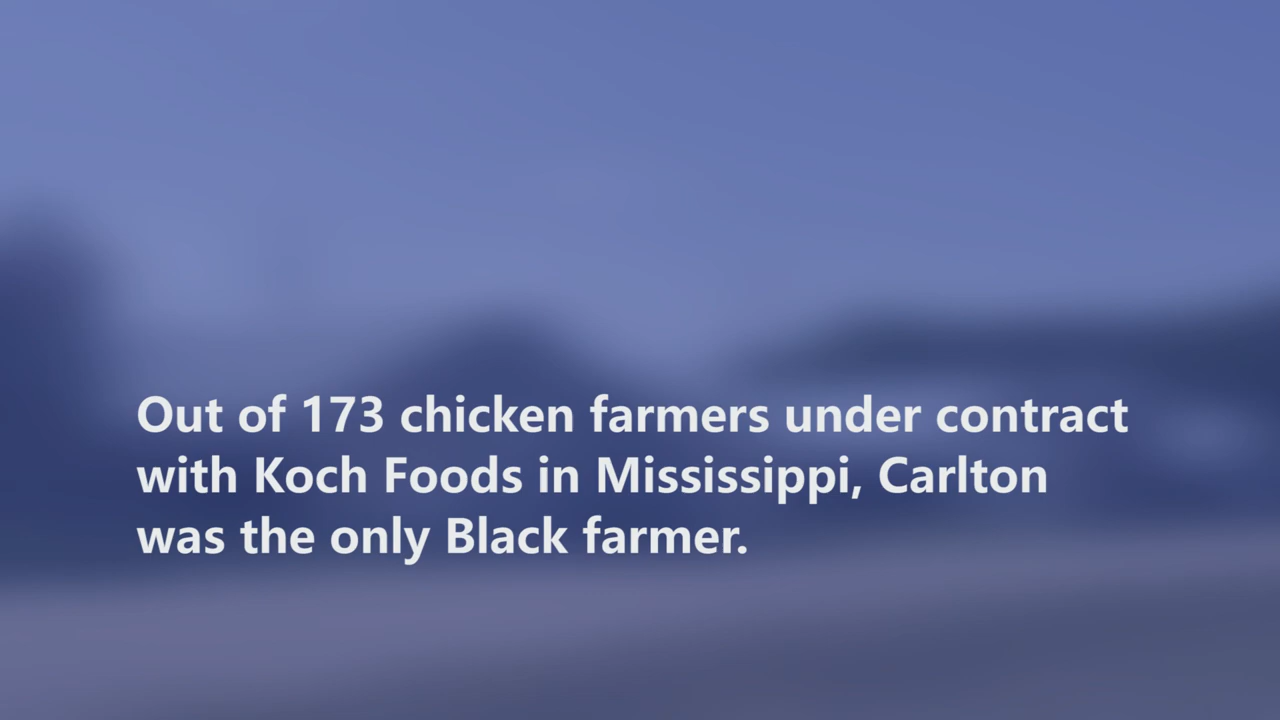 Out of 173 chicken farmers under contract
with Koch Foods in Mississippi, Carlton
was the only Black farmer.